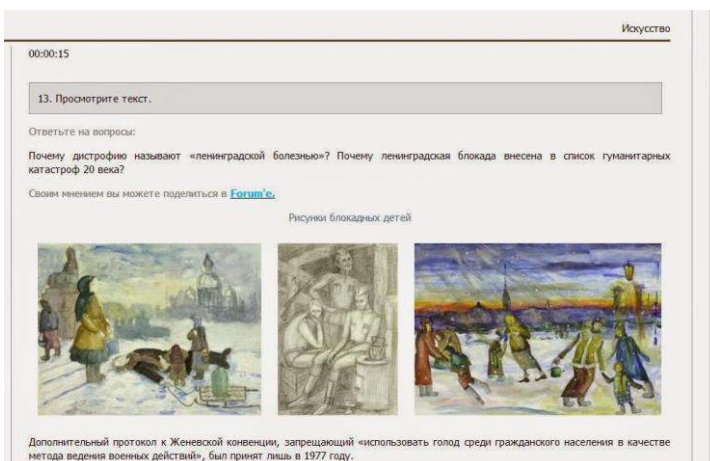 Искусство
00:00:15
13. Просмотрите текст.
Ответьте на вопросы:
Почему дистрофию называют «ленинградской болезнью»? Почему ленинградская блокада внесена в список гуманитарных
катастроф 20 века?
Своим мнением вы можете поделиться в Forum'е.
Рисунки блокадных детей
Дополнительный протокол к Женевской конвенции, запрещающий «использовать голод среди гражданского населения в качестве
метода ведения военных действий», был принят лишь в 1977 году.